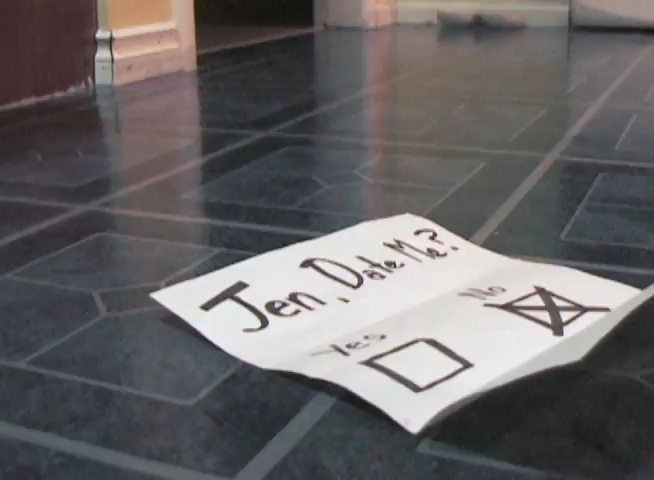 Jen, Date Me?
Yes No